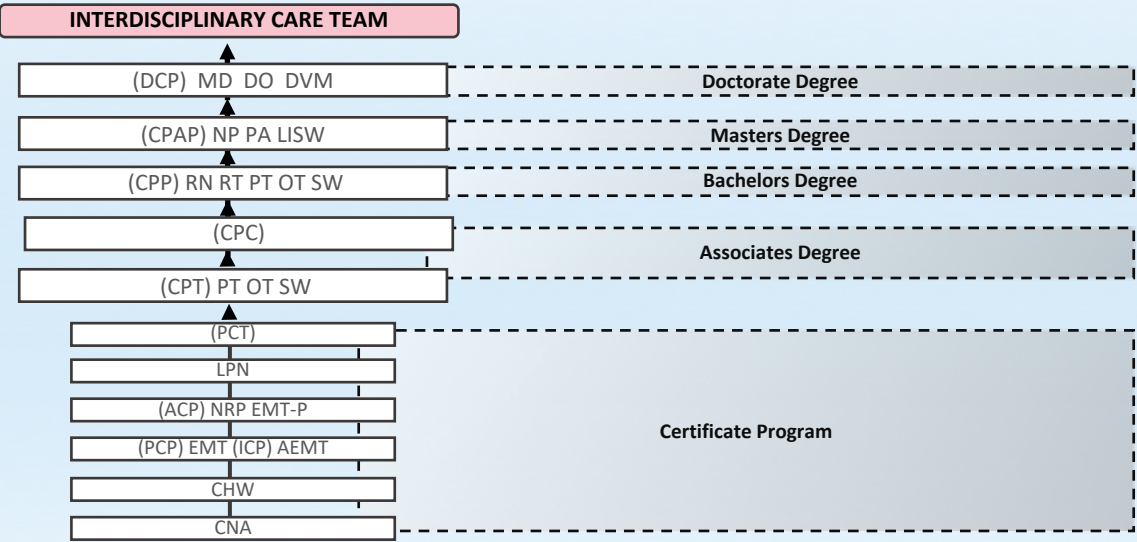 INTERDISCIPLINARY CARE TEAM
(DCP) MD DO DVM
Doctorate Degree
(CPAP) NP PA LISW
Masters Degree
(CPP) RN RT PT OT SW
Bachelors Degree
(CPC)
Associates Degree
(CPT) PT OT SW
(PCT)
LPN
(ACP) NRP EMT-P
Certificate Program
(PCP) EMT (ICP) AEMT
CHW
CNA